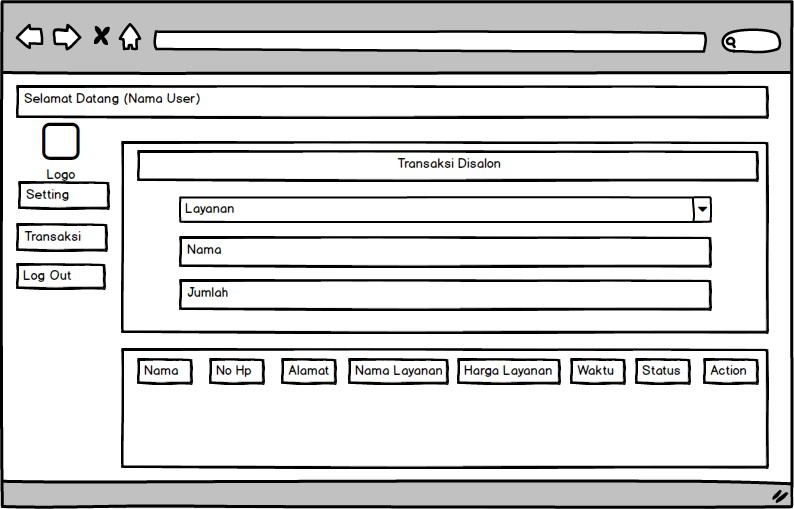 Selamat Datang (Nama User)
Logo
Setting
Transaksi
Log Out
Transaksi Disalon
Layanan
Nama
Jumlah
Nama No Hp Alamat Nama Layanan Harga Layanan Waktu Status Action